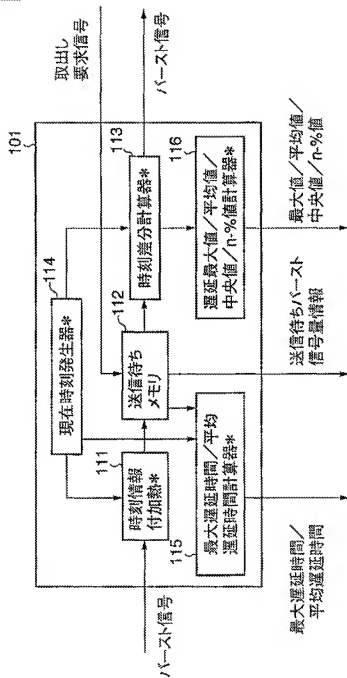 取出し
要求信号
バースト信号
101
113
116
114
時刻差分計算器*
遅延最大値/平均値/
中央値/n-%値計算器*
112
現在時刻発生器*
送信待ち
メモリ
111
時刻情報
付加熱*
最大遅延時間/平均
遅延時間計算器*
115
バースト信号
最大遅延時間/
平均遅延時間
送信待ちバースト
信号量情報
最大値/平均値/
中央値/n-%値